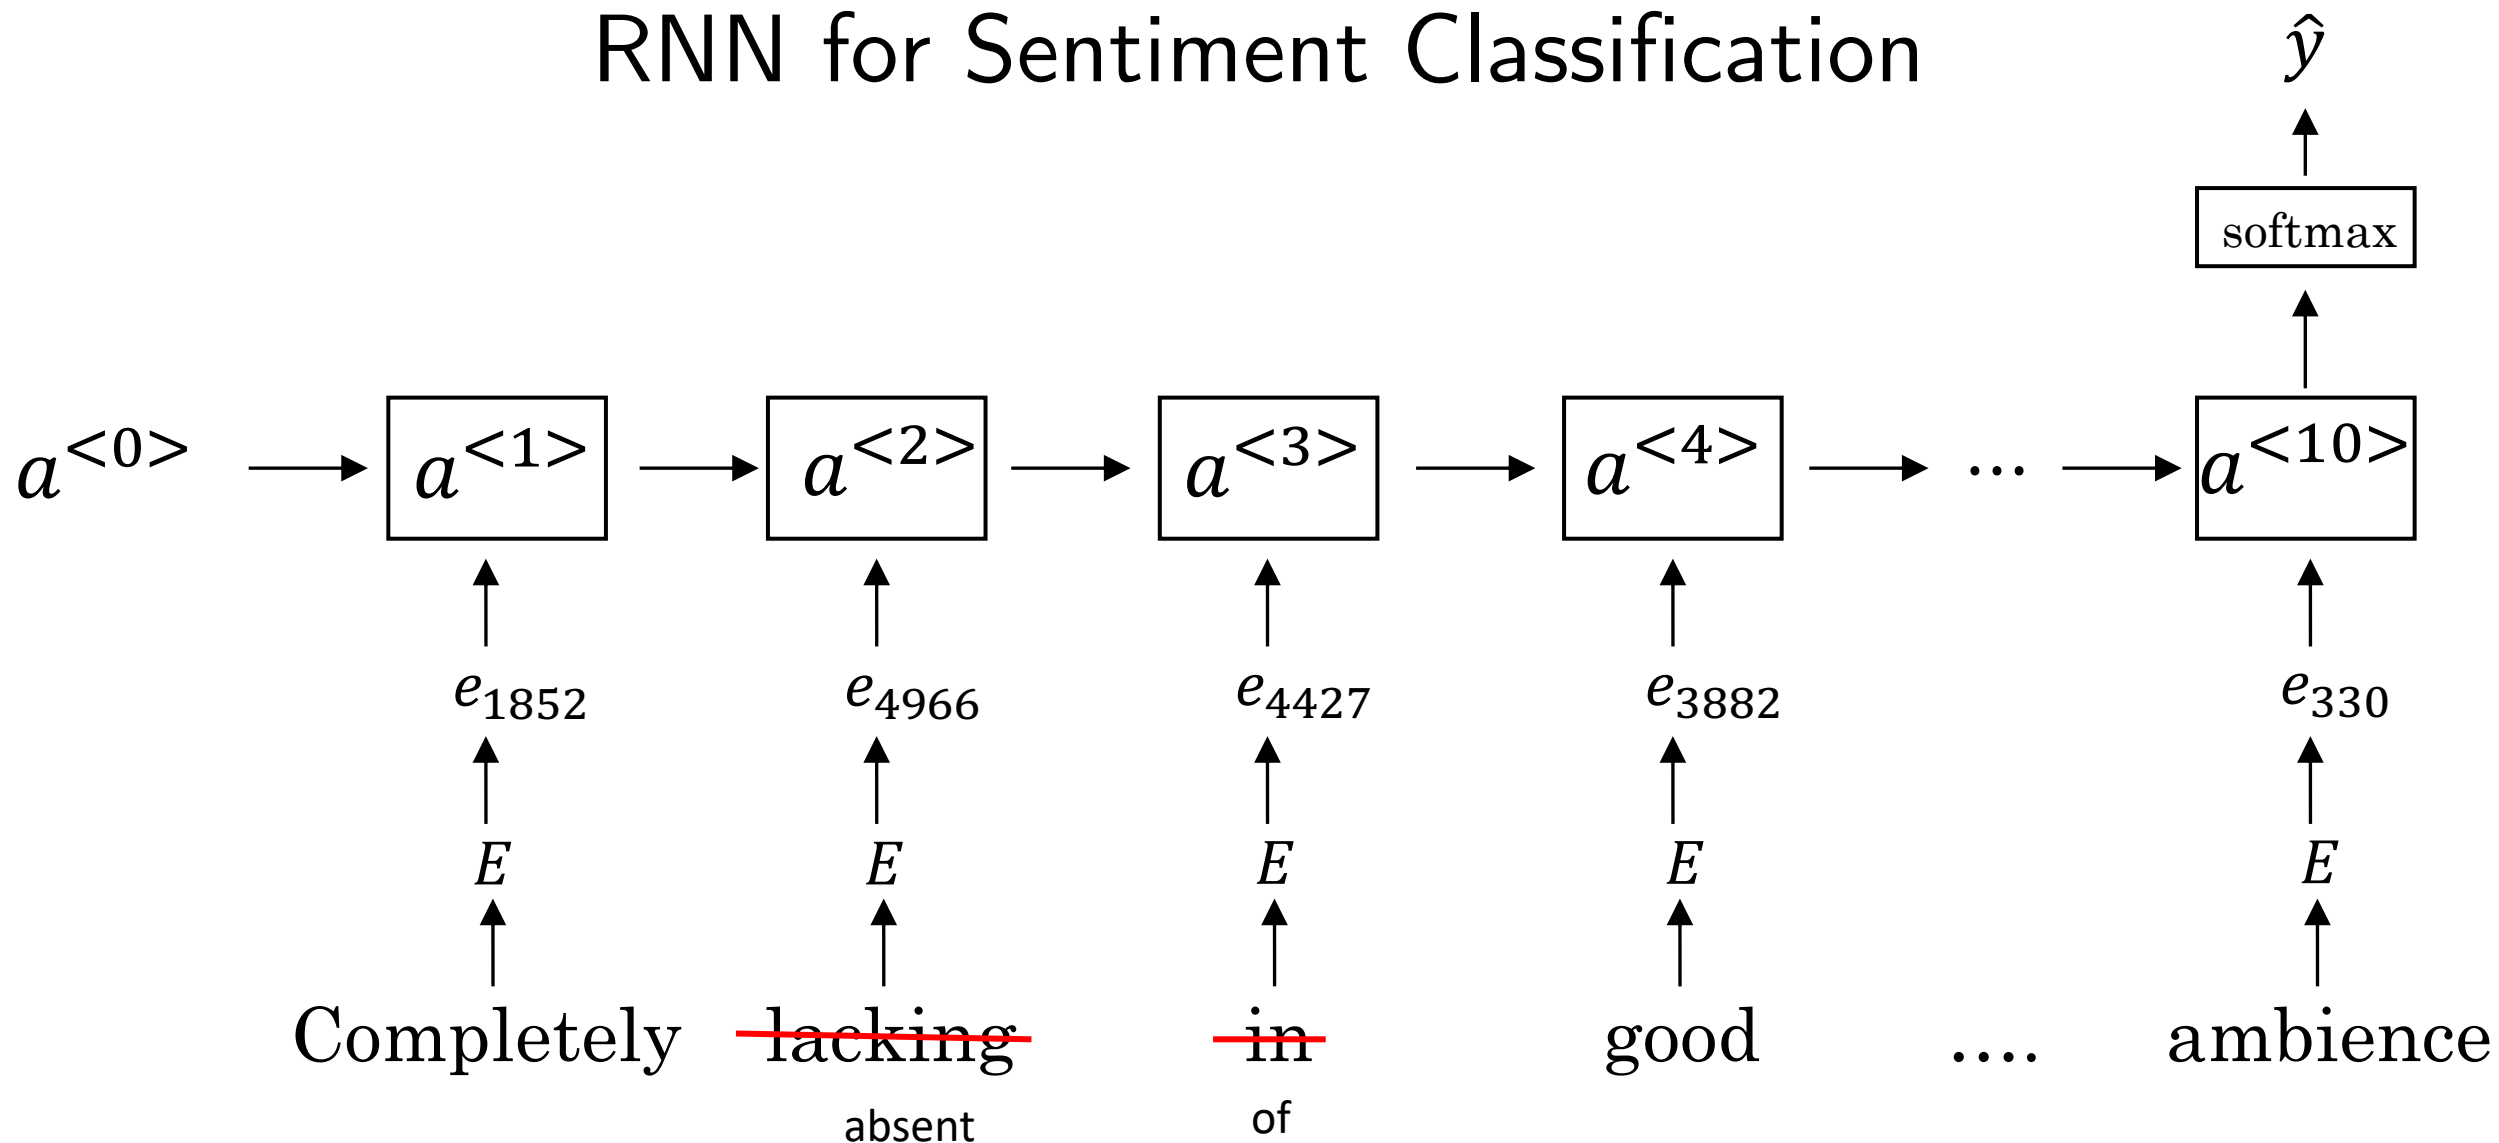 RNN for Sentiment Classification
ŷ
softmax
a<0> a<1> a<2> a<3> a<4> ... a<10>
e1852 e4966 e4427 e3882 e330
E E E E E
Completely lacking in good .... ambience
absent of